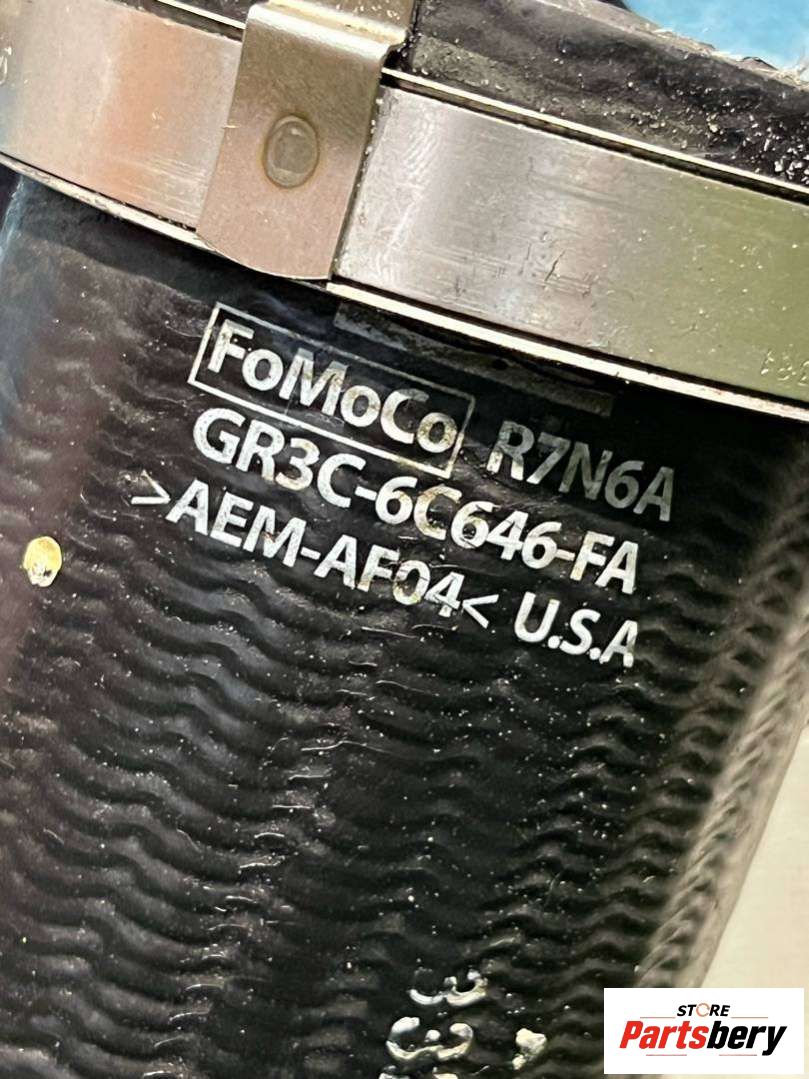 FoMoCo R7N6A
GR3C-6C646-FA
>AEM-AF04< U.S.A
STORE
Partsbery